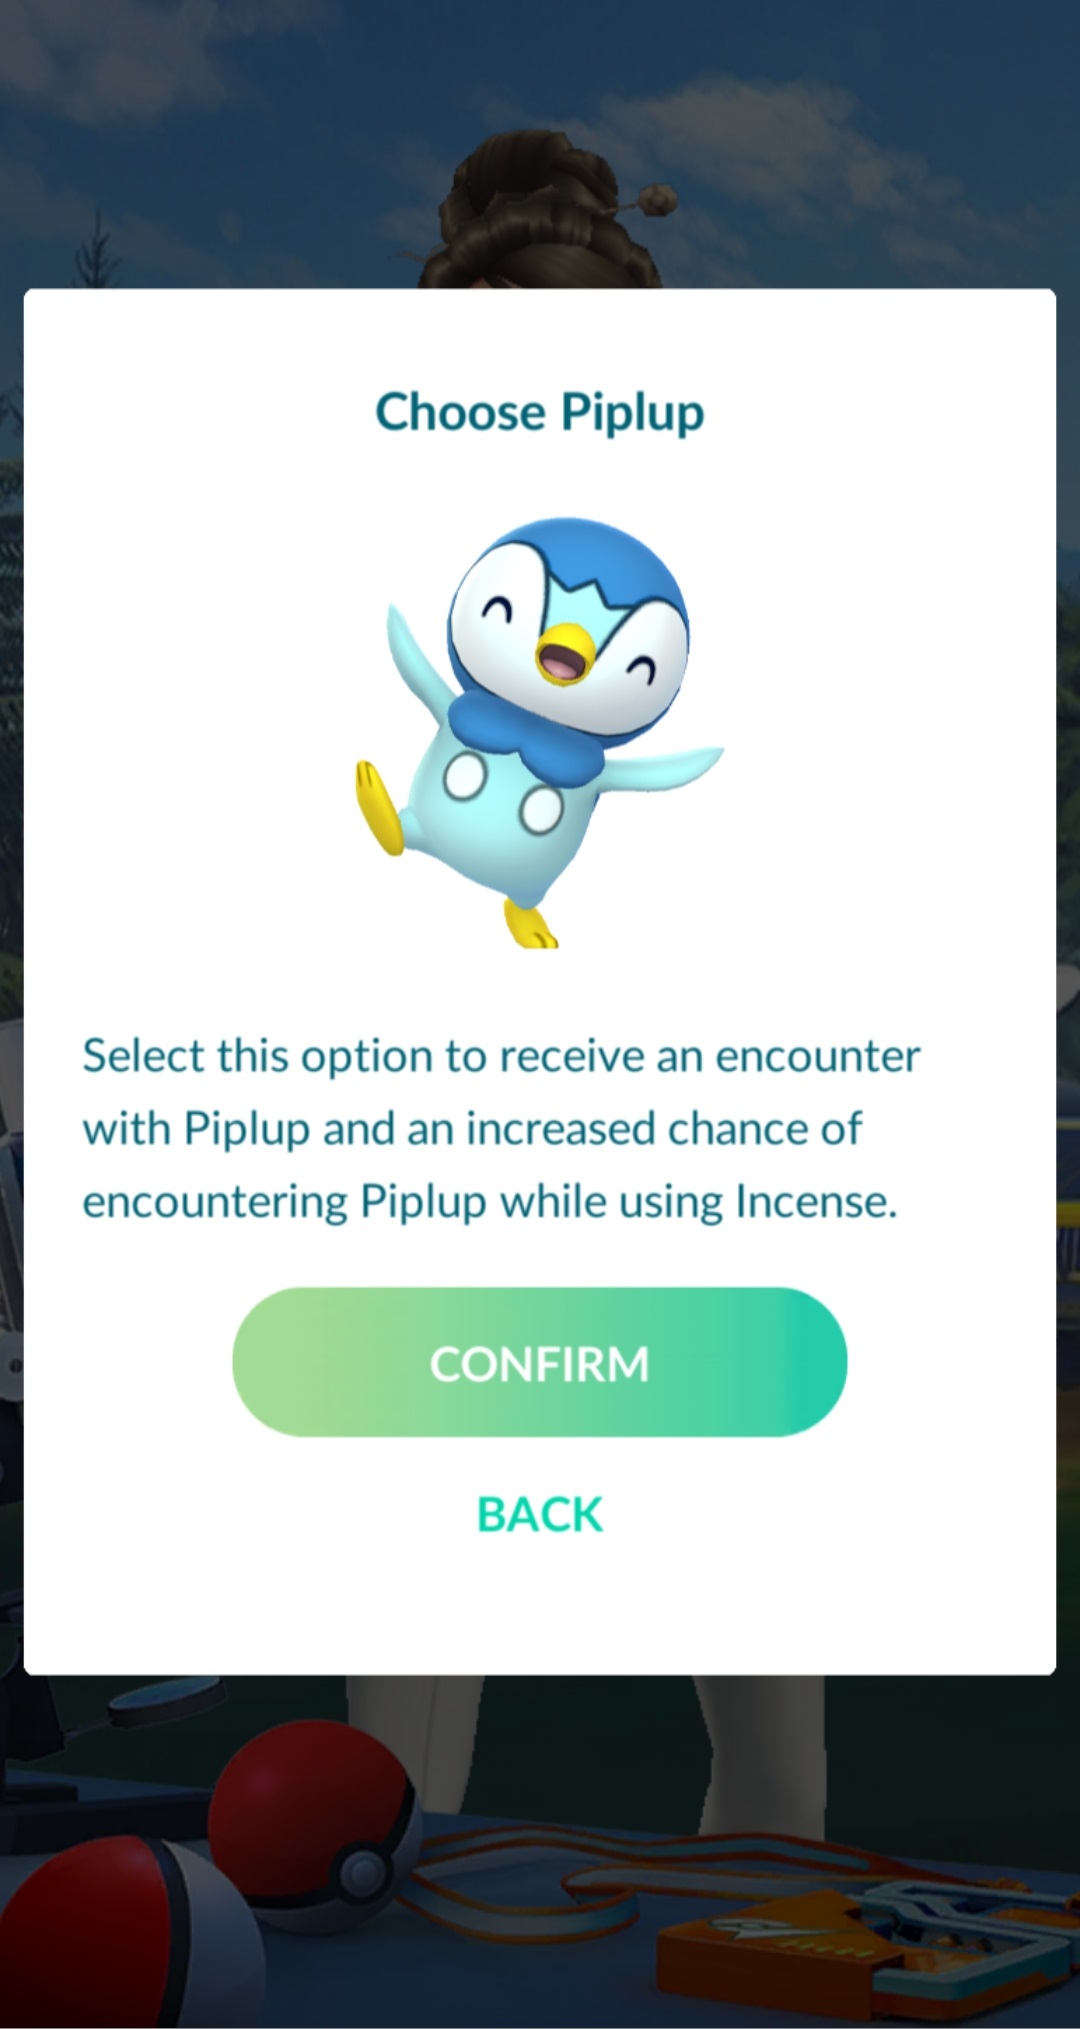 Choose Piplup
Select this option to receive an encounter
with Piplup and an increased chance of
encountering Piplup while using Incense.
CONFIRM
BACK